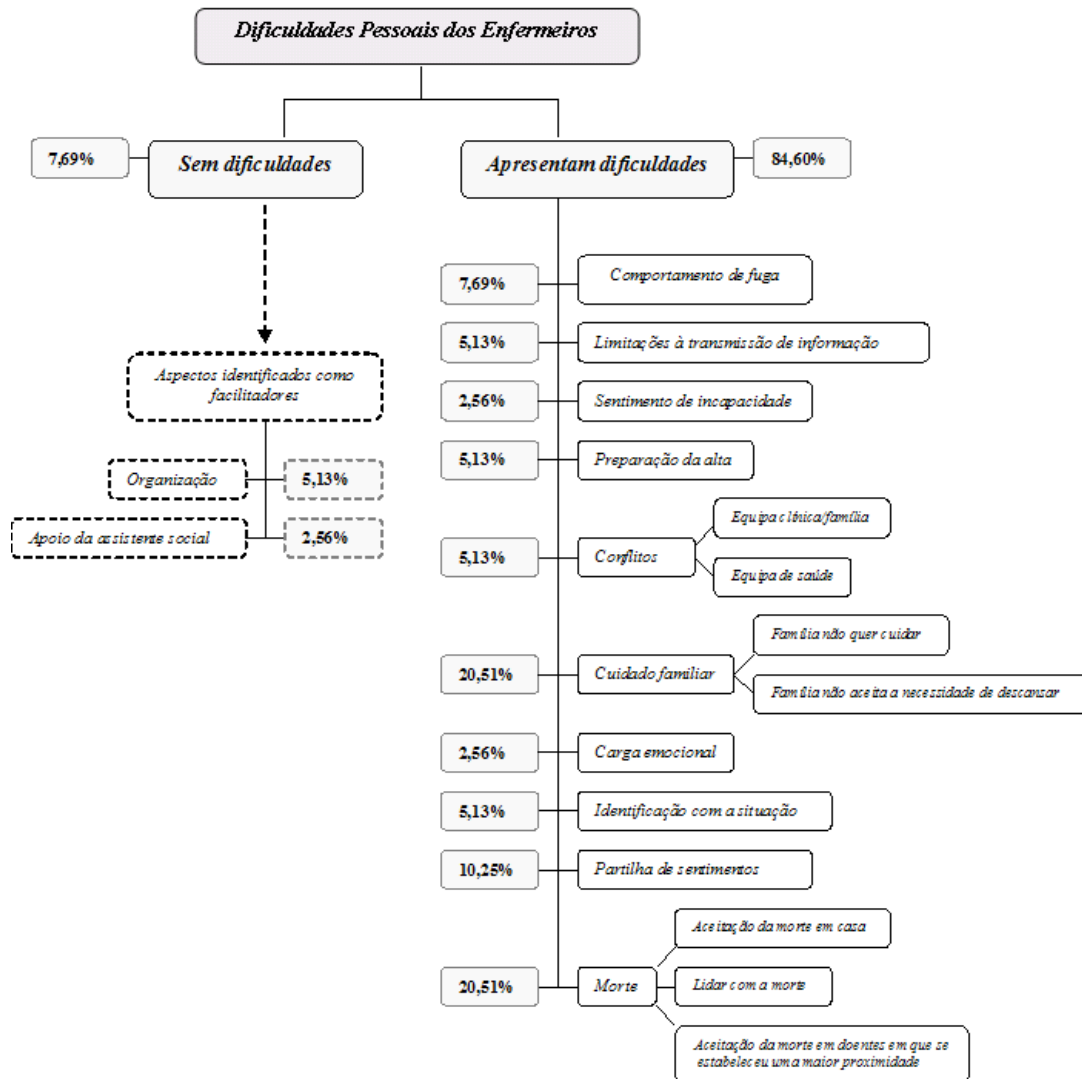 Dificuldades Pessoais dos Enfermeiros
7,69%
Sem dificuldades
Apresentam dificuldades
84,60%
Aspectos identificados como
facilitadores
Organização
5,13%
Apoio da assistente social
2,56%
7,69%
Comportamento de fuga
5,13%
Limitações à transmissão de informação
2,56%
Sentimento de incapacidade
5,13%
Preparação da alta
5,13%
Conflitos
Equipa clínica/família
Equipa de saúde
20,51%
Cuidado familiar
Família não quer cuidar
Família não aceita a necessidade de descansar
2,56%
Carga emocional
5,13%
Identificação com a situação
10,25%
Partilha de sentimentos
20,51%
Morte
Aceitação da morte em casa
Lidar com a morte
Aceitação da morte em doentes em que se
estabeleceu uma maior proximidade